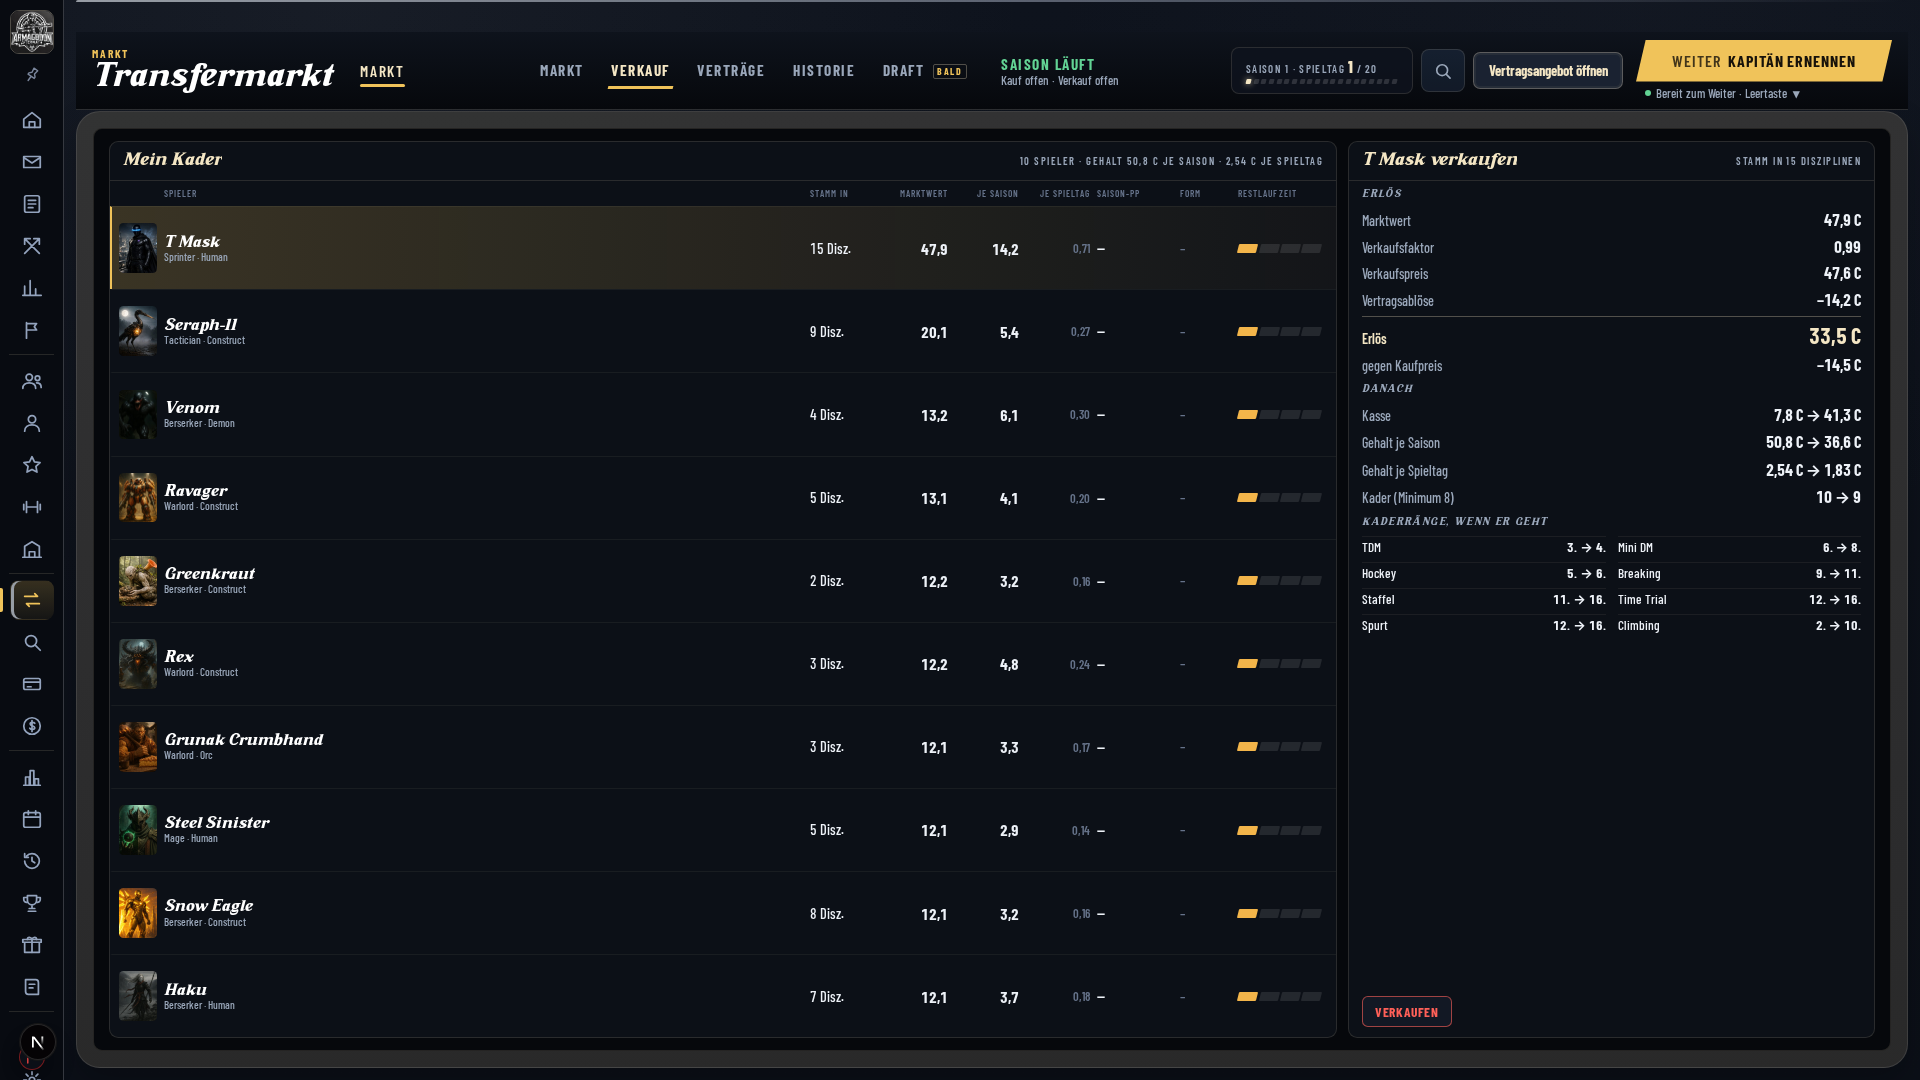 ARMAGEDDON
MARKT
Transfermarkt
MARKT
MARKT
VERKAUF
VERTRÄGE
HISTORIE
DRAFT BALD
SAISON LÄUFT
Kauf offen · Verkauf offen
SAISON 1 · SPIELTAG 1 / 20
Vertragsangebot öffnen
WEITER KAPITÄN ERNENNEN
Bereit zum Weiter · Leertaste ▼
Mein Kader
10 SPIELER · GEHALT 50,8 C JE SAISON · 2,54 C JE SPIELTAG
SPIELER STAMM IN MARKTWERT JE SAISON JE SPIELTAG SAISON-PP FORM RESTLAUFZEIT
T Mask
Sprinter · Human
15 Disz. 47,9 14,2 0,71 – –
Seraph-II
Tactician · Construct
9 Disz. 20,1 5,4 0,27 – –
Venom
Berserker · Demon
4 Disz. 13,2 6,1 0,30 – –
Ravager
Warlord · Construct
5 Disz. 13,1 4,1 0,20 – –
Greenkraut
Berserker · Construct
2 Disz. 12,2 3,2 0,16 – –
Rex
Warlord · Construct
3 Disz. 12,2 4,8 0,24 – –
Grunak Crumbhand
Warlord · Orc
3 Disz. 12,1 3,3 0,17 – –
Steel Sinister
Mage · Human
5 Disz. 12,1 2,9 0,14 – –
Snow Eagle
Berserker · Construct
8 Disz. 12,1 3,2 0,16 – –
Haku
Berserker · Human
7 Disz. 12,1 3,7 0,18 – –
T Mask verkaufen
STAMM IN 15 DISZIPLINEN
ERLÖS
Marktwert 47,9 C
Verkaufsfaktor 0,99
Verkaufspreis 47,6 C
Vertragsablöse −14,2 C
Erlös 33,5 C
gegen Kaufpreis −14,5 C
DANACH
Kasse 7,8 C → 41,3 C
Gehalt je Saison 50,8 C → 36,6 C
Gehalt je Spieltag 2,54 C → 1,83 C
Kader (Minimum 8) 10 → 9
KADERRÄNGE, WENN ER GEHT
TDM 3. → 4. Mini DM 6. → 8.
Hockey 5. → 6. Breaking 9. → 11.
Staffel 11. → 16. Time Trial 12. → 16.
Spurt 12. → 16. Climbing 2. → 10.
VERKAUFEN
N